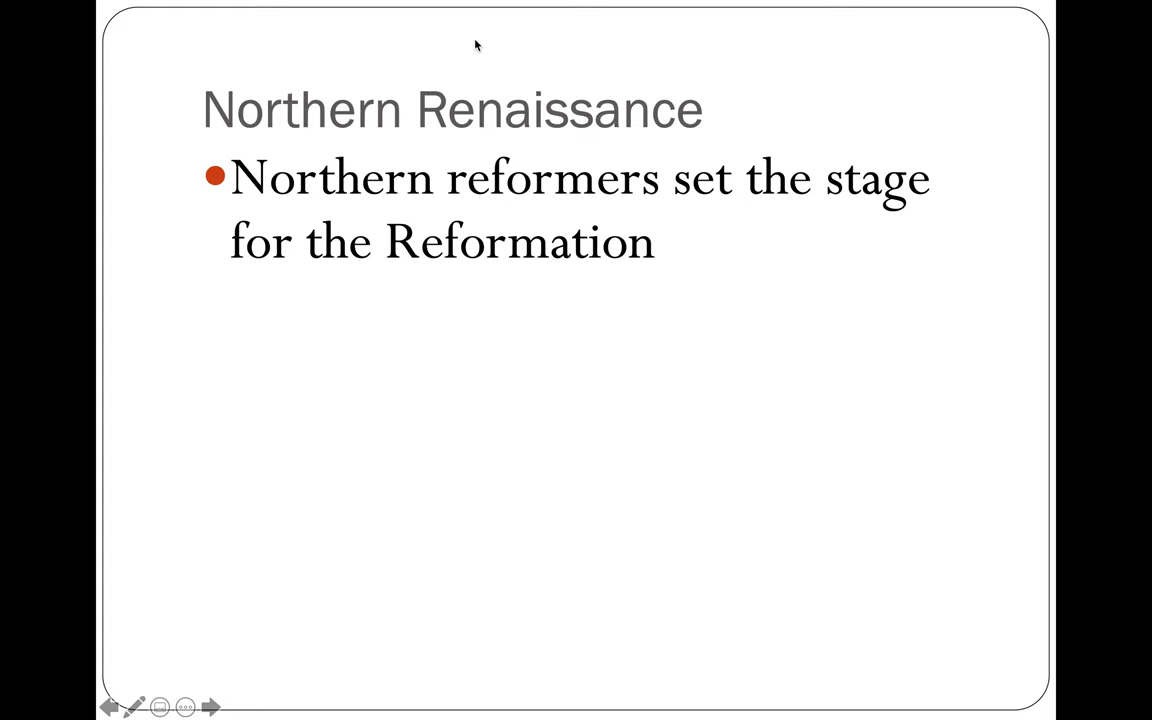 Northern Renaissance
•Northern reformers set the stage
for the Reformation